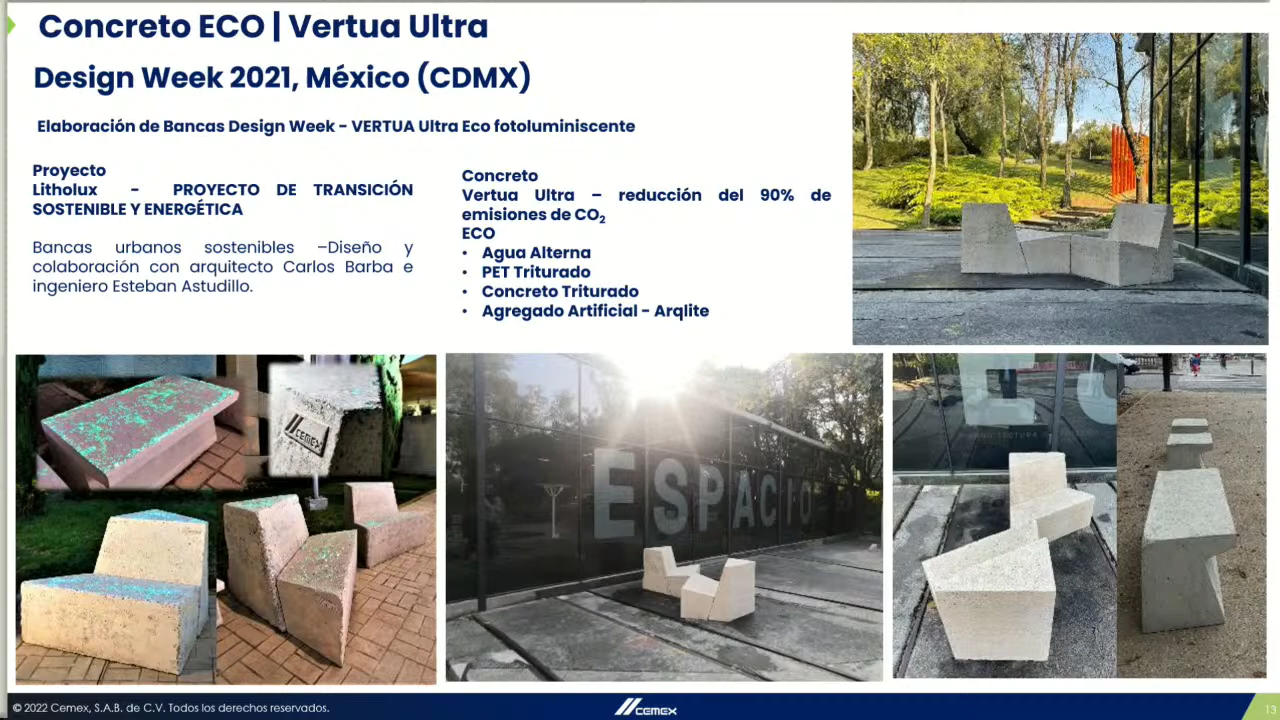 Concreto ECO | Vertua Ultra
Design Week 2021, México (CDMX)
Elaboración de Bancas Design Week - VERTUA Ultra Eco fotoluminiscente
Proyecto
Litholux - PROYECTO DE TRANSICIÓN
SOSTENIBLE Y ENERGÉTICA
Bancas urbanos sostenibles –Diseño y
colaboración con arquitecto Carlos Barba e
ingeniero Esteban Astudillo.
Concreto
Vertua Ultra – reducción del 90% de
emisiones de CO₂
ECO
• Agua Alterna
• PET Triturado
• Concreto Triturado
• Agregado Artificial - Arqlite
CEMEX
ESPACIO
© 2022 Cemex, S.A.B. de C.V. Todos los derechos reservados.
CEMEX
13